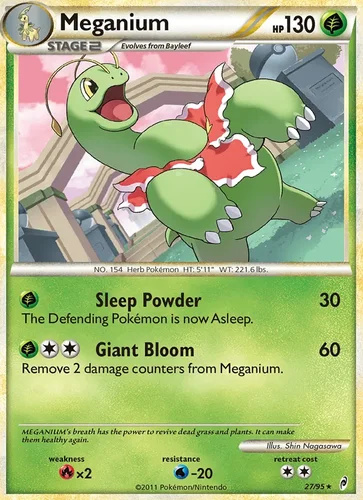 Meganium HP130
STAGE2 Evolves from Bayleef
NO. 154 Herb Pokémon HT: 5'11" WT: 221.6 lbs.
Sleep Powder 30
The Defending Pokémon is now Asleep.
Giant Bloom 60
Remove 2 damage counters from Meganium.
MEGANIUM's breath has the power to revive dead grass and plants. It can make
them healthy again.
Illus. Shin Nagasawa
weakness resistance retreat cost
×2 -20
27/95 ★
©2011 Pokémon/Nintendo